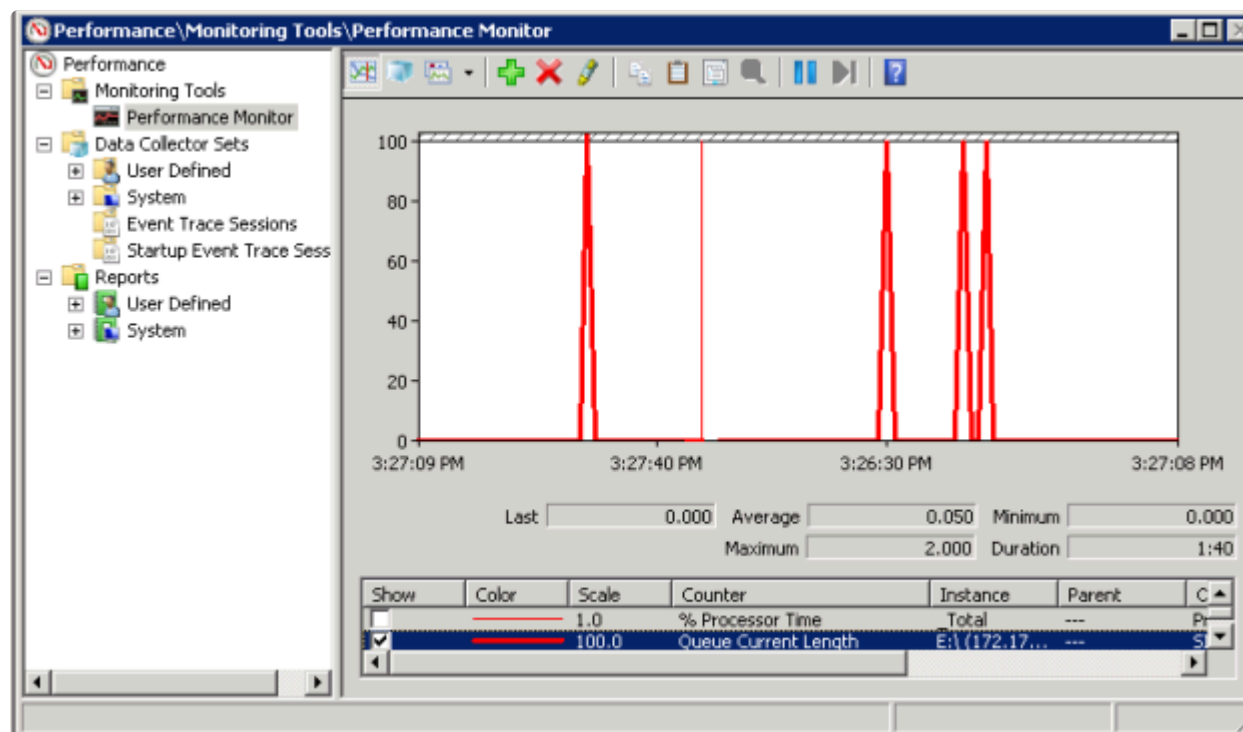 Performance\Monitoring Tools\Performance Monitor
Performance
Monitoring Tools
Performance Monitor
Data Collector Sets
User Defined
System
Event Trace Sessions
Startup Event Trace Sess
Reports
User Defined
System
100
80
60
40
20
0
3:27:09 PM 3:27:40 PM 3:26:30 PM 3:27:08 PM
Last 0.000 Average 0.050 Minimum 0.000
Maximum 2.000 Duration 1:40
Show Color Scale Counter Instance Parent C
1.0 % Processor Time _Total --- Pr
100.0 Queue Current Length E:\(172.17... ---